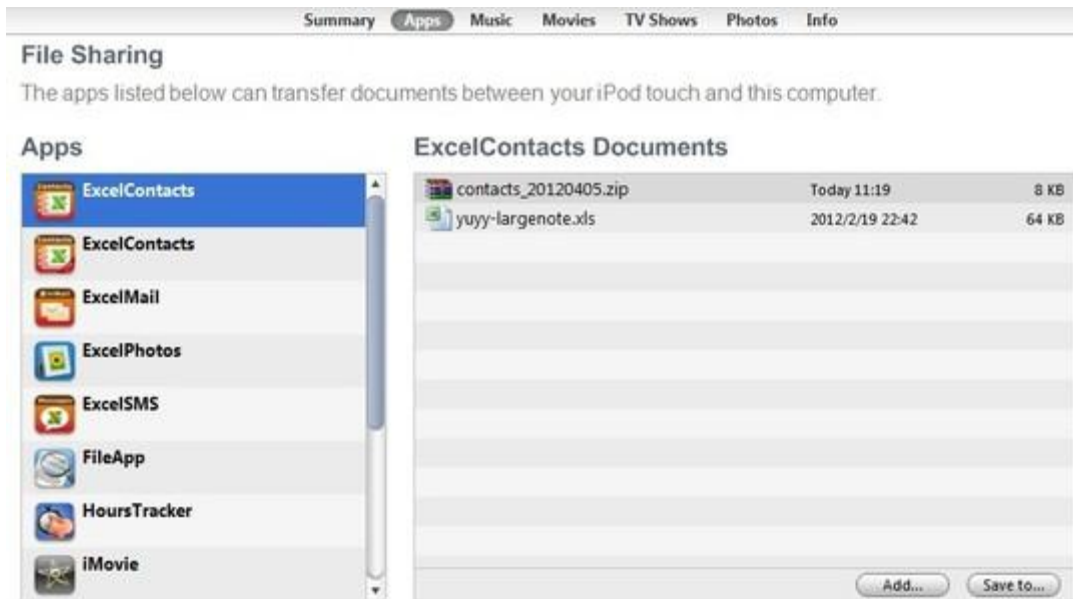 Summary Apps Music Movies TV Shows Photos Info
File Sharing
The apps listed below can transfer documents between your iPod touch and this computer.
Apps
ExcelContacts
ExcelContacts
ExcelMail
ExcelPhotos
ExcelSMS
FileApp
HoursTracker
iMovie
ExcelContacts Documents
contacts_20120405.zip Today 11:19 8 KB
yuyy-largenote.xls 2012/2/19 22:42 64 KB
Add... Save to...